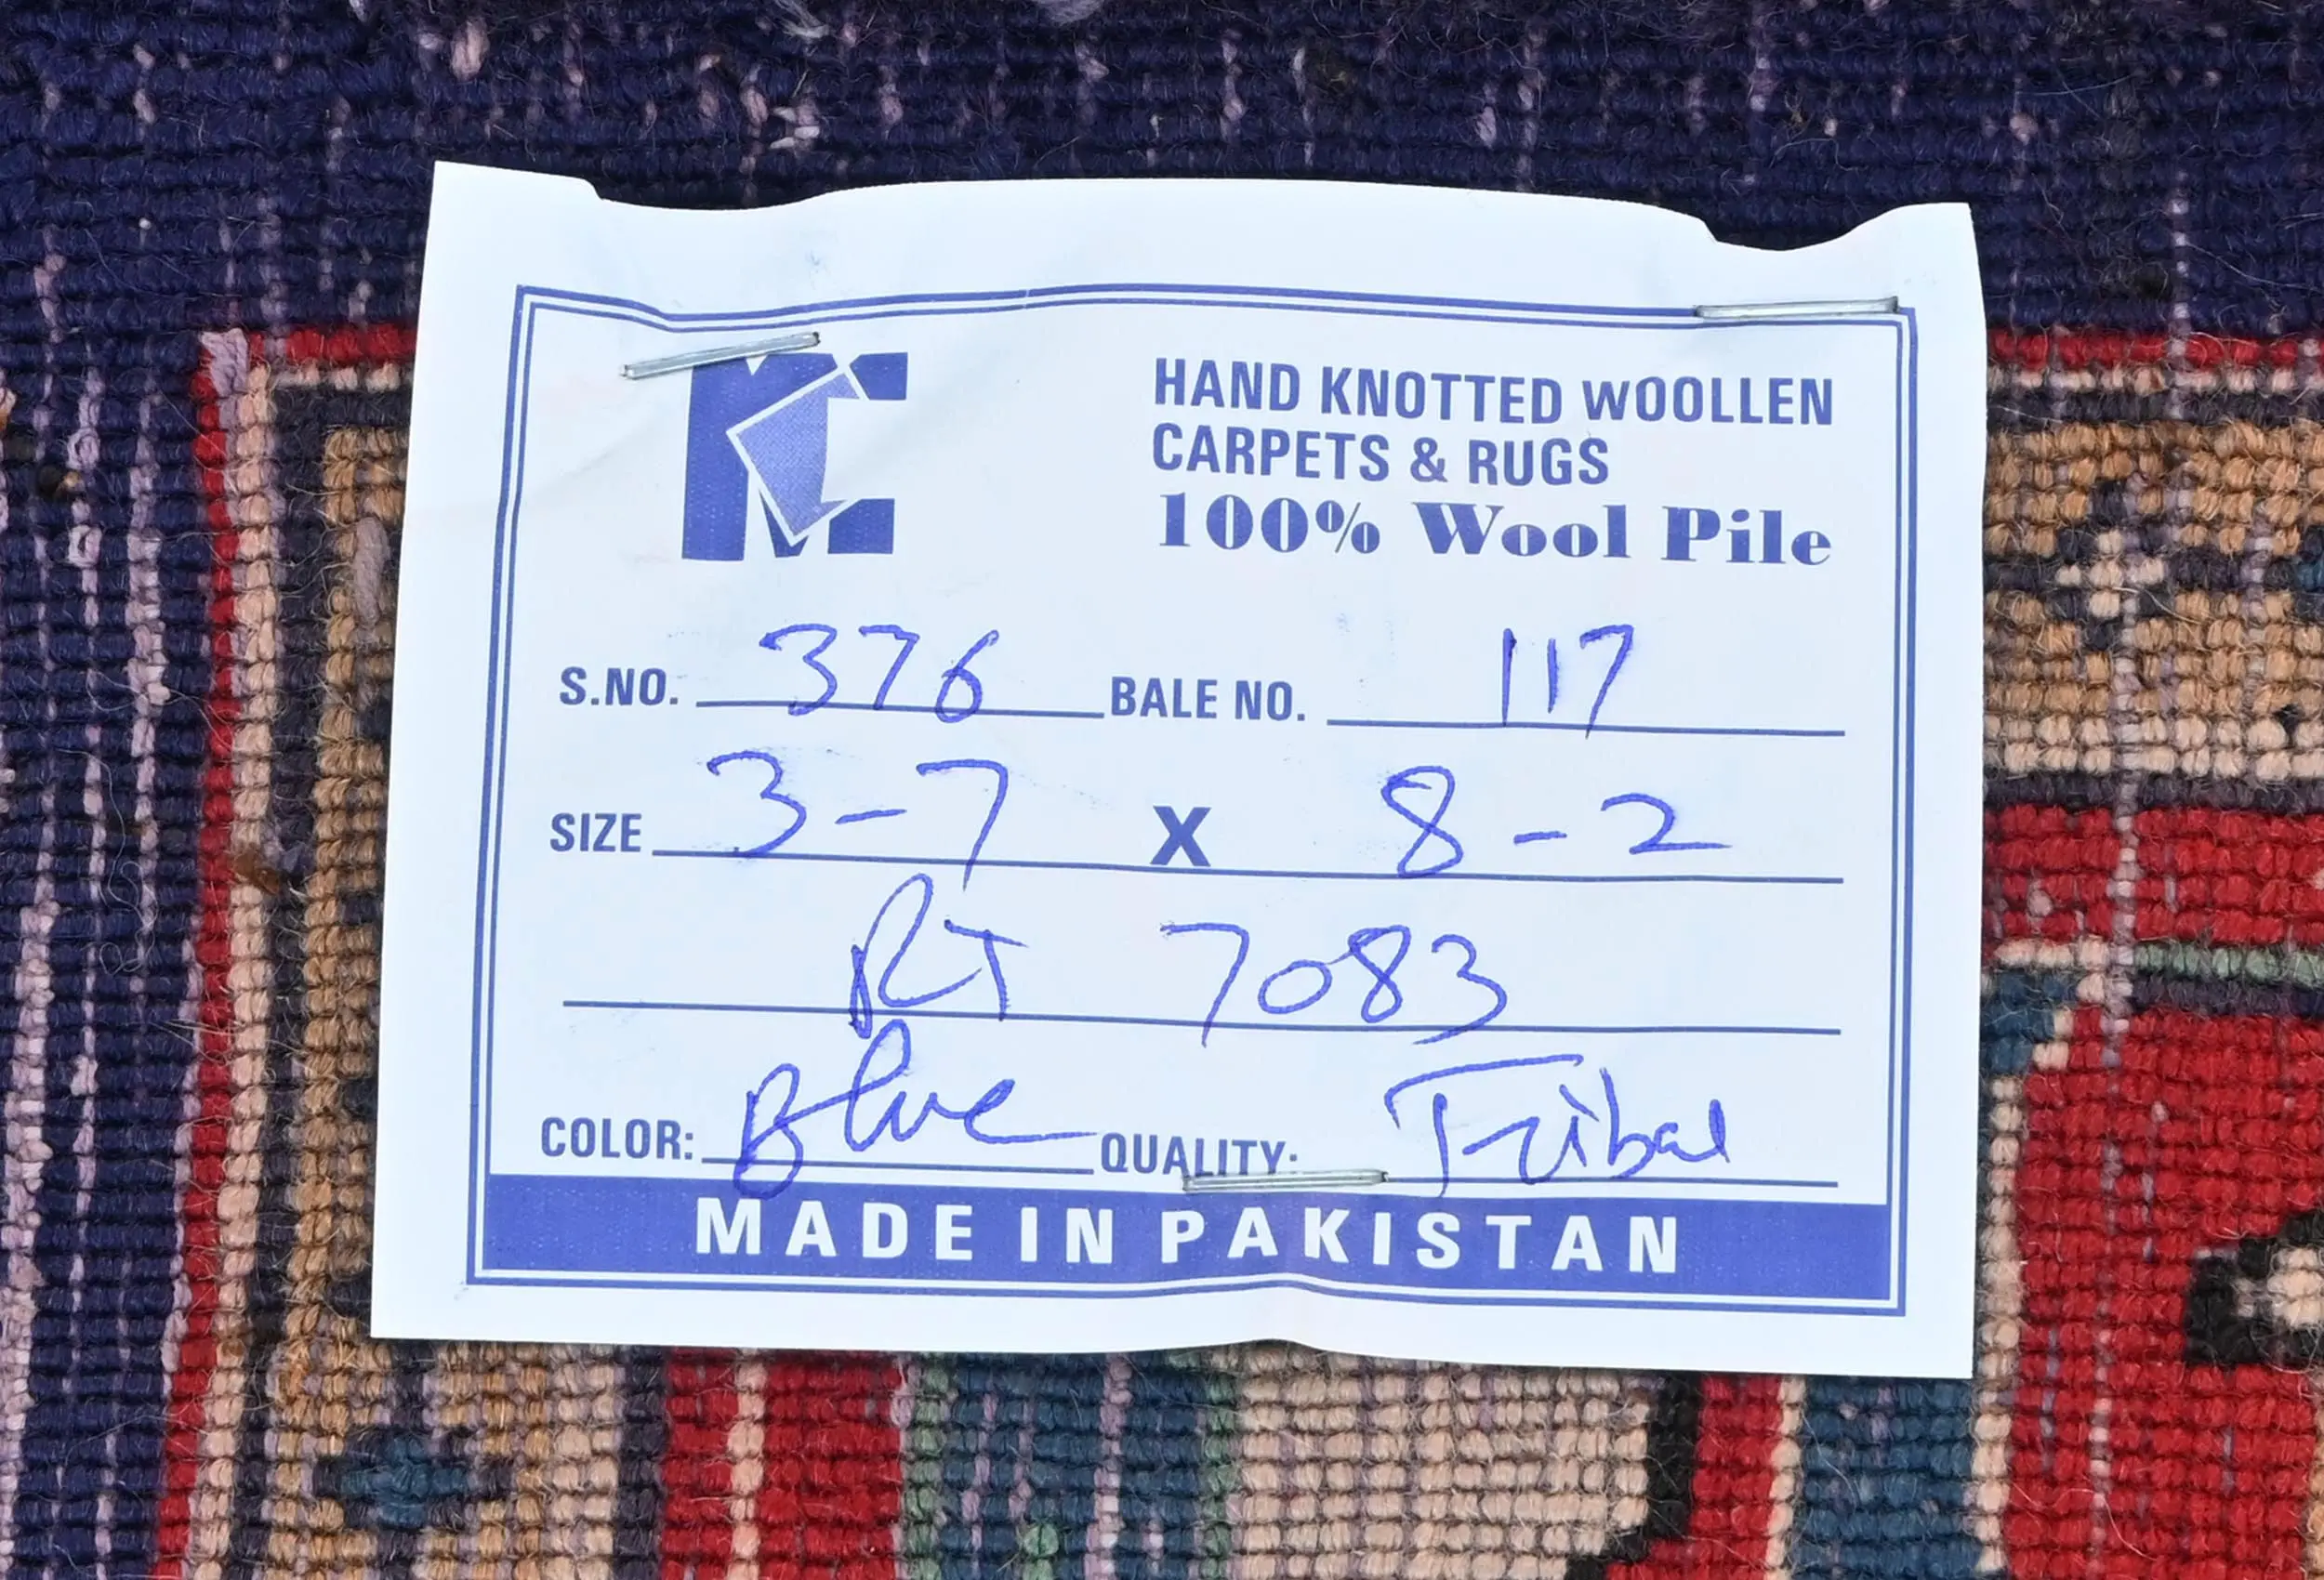 MC
HAND KNOTTED WOOLLEN
CARPETS & RUGS
100% Wool Pile
S.NO. 376 BALE NO. 117
SIZE 3-7 X 8-2
RT 7083
COLOR: Blue QUALITY: Tribal
MADE IN PAKISTAN